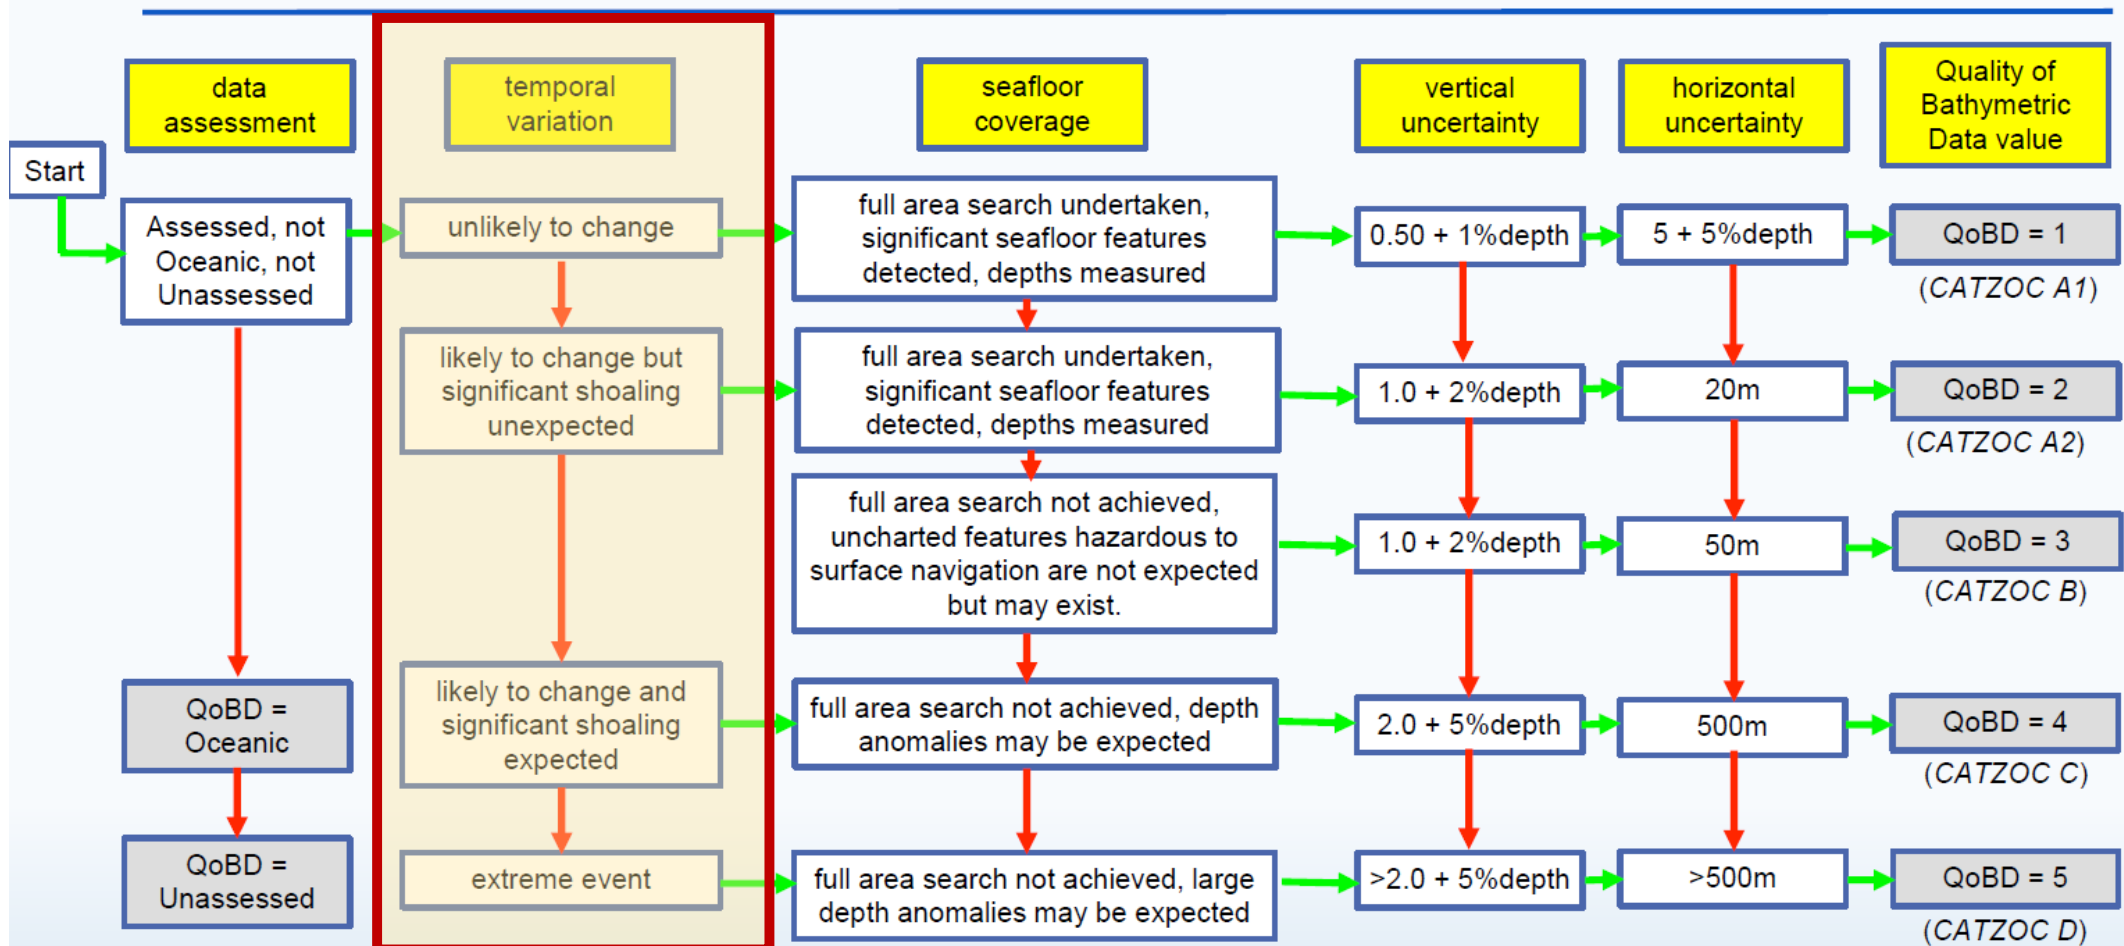 data
assessment
temporal
variation
seafloor
coverage
vertical
uncertainty
horizontal
uncertainty
Quality of
Bathymetric
Data value
Start
Assessed, not
Oceanic, not
Unassessed
unlikely to change
full area search undertaken,
significant seafloor features
detected, depths measured
0.50 + 1%depth
5 + 5%depth
QoBD = 1
(CATZOC A1)
likely to change but
significant shoaling
unexpected
full area search undertaken,
significant seafloor features
detected, depths measured
1.0 + 2%depth
20m
QoBD = 2
(CATZOC A2)
full area search not achieved,
uncharted features hazardous to
surface navigation are not expected
but may exist.
1.0 + 2%depth
50m
QoBD = 3
(CATZOC B)
QoBD =
Oceanic
likely to change and
significant shoaling
expected
full area search not achieved, depth
anomalies may be expected
2.0 + 5%depth
500m
QoBD = 4
(CATZOC C)
QoBD =
Unassessed
extreme event
full area search not achieved, large
depth anomalies may be expected
>2.0 + 5%depth
>500m
QoBD = 5
(CATZOC D)